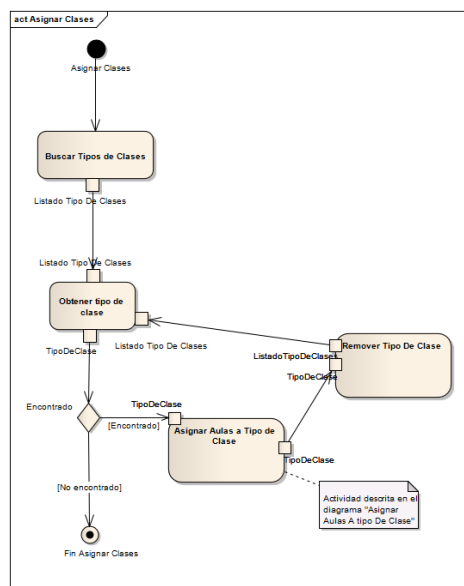 act Asignar Clases
Asignar Clases
Buscar Tipos de Clases
Listado Tipo De Clases
Listado Tipo De Clases
Obtener tipo de
clase
TipoDeClase
Listado Tipo De Clases
Remover Tipo De Clase
ListadoTipoDeClases
TipoDeClase
Encontrado
[Encontrado]
TipoDeClase
Asignar Aulas a Tipo de
Clase
TipoDeClase
[No encontrado]
Actividad descrita en el
diagrama "Asignar
Aulas A tipo De Clase"
Fin Asignar Clases